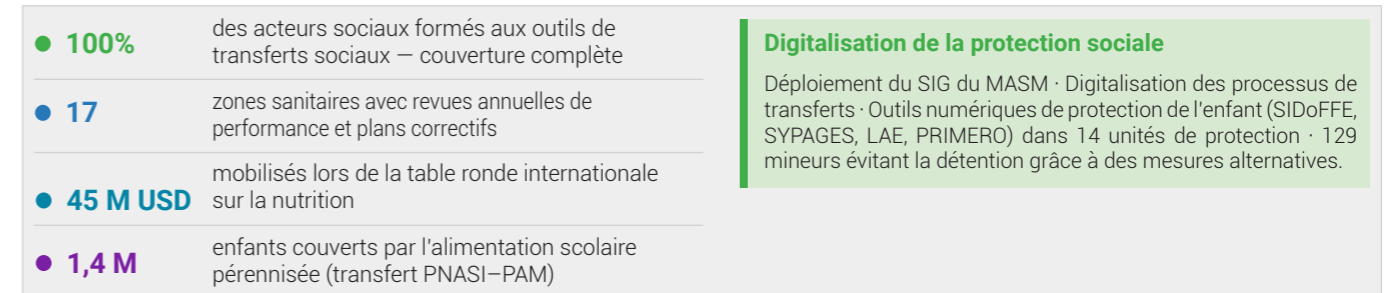 100%
des acteurs sociaux formés aux outils de
transferts sociaux — couverture complète
17
zones sanitaires avec revues annuelles de
performance et plans correctifs
45 M USD
mobilisés lors de la table ronde internationale
sur la nutrition
1,4 M
enfants couverts par l'alimentation scolaire
pérennisée (transfert PNASI–PAM)
Digitalisation de la protection sociale
Déploiement du SIG du MASM · Digitalisation des processus de
transferts · Outils numériques de protection de l'enfant (SIDoFFE,
SYPAGES, LAE, PRIMERO) dans 14 unités de protection · 129
mineurs évitant la détention grâce à des mesures alternatives.